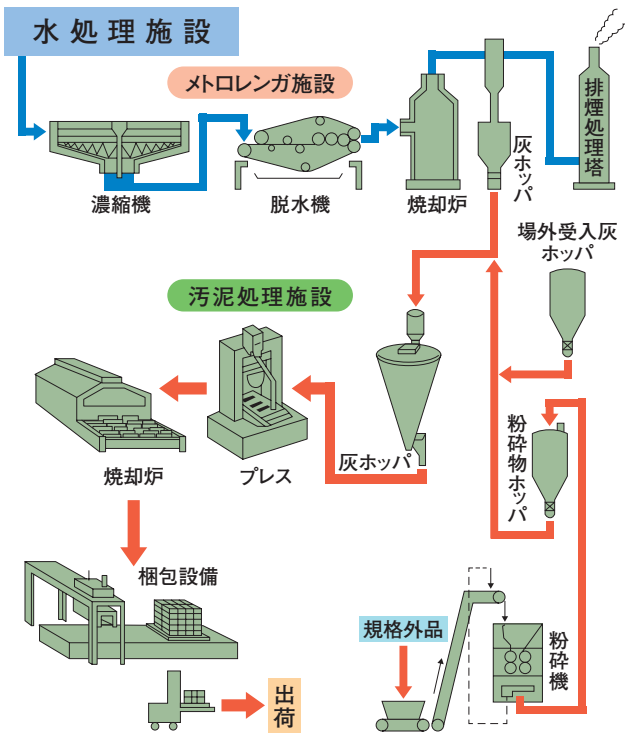 水処理施設
メトロレンガ施設
濃縮機
脱水機
焼却炉
灰ホッパ
排煙処理塔
場外受入灰
ホッパ
汚泥処理施設
焼却炉
プレス
灰ホッパ
粉砕物ホッパ
梱包設備
規格外品
粉砕機
出荷